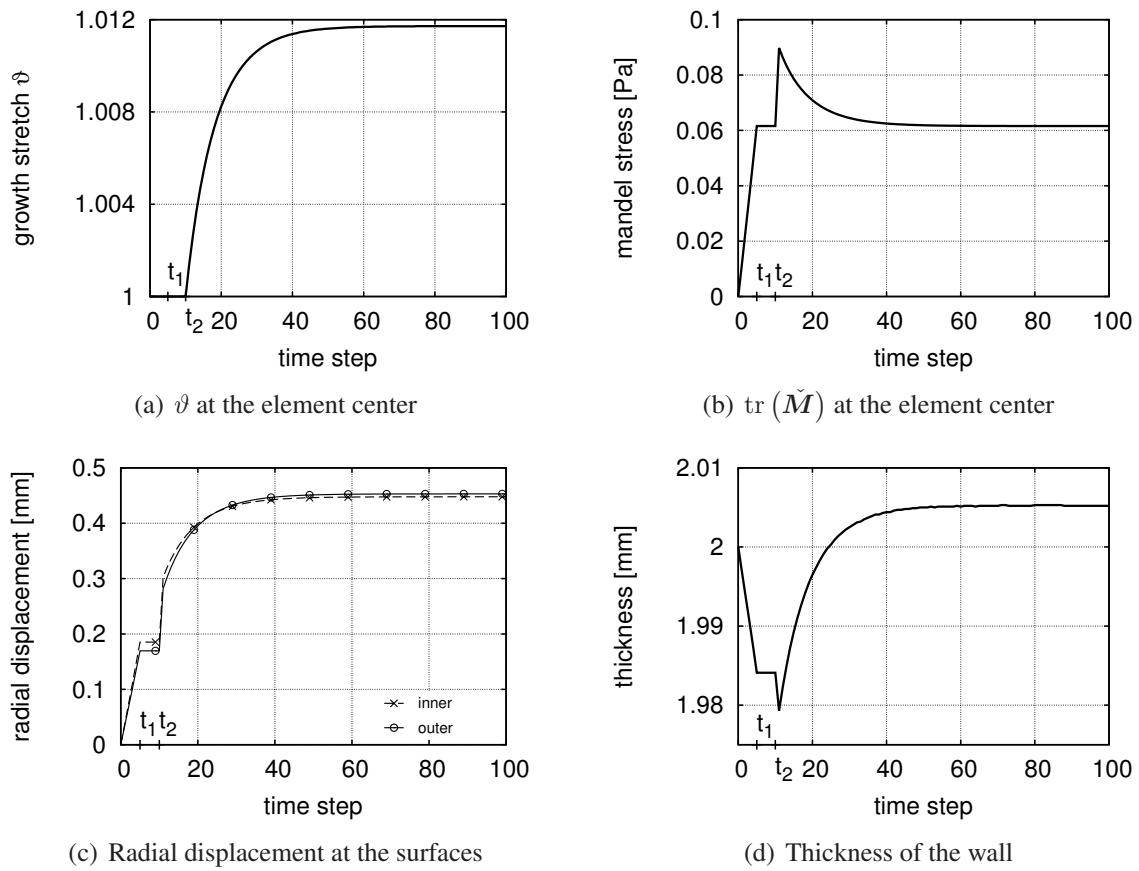 growth stretch ϑ
1.012
1.008
1.004
1
t1
t2
0 20 40 60 80 100
time step
(a) ϑ at the element center
mandel stress [Pa]
0.1
0.08
0.06
0.04
0.02
0
t1 t2
0 20 40 60 80 100
time step
(b) tr (M̌) at the element center
radial displacement [mm]
0.5
0.4
0.3
0.2
0.1
0
t1 t2
inner
outer
0 20 40 60 80 100
time step
(c) Radial displacement at the surfaces
thickness [mm]
2.01
2
1.99
1.98
t1
t2
0 20 40 60 80 100
time step
(d) Thickness of the wall